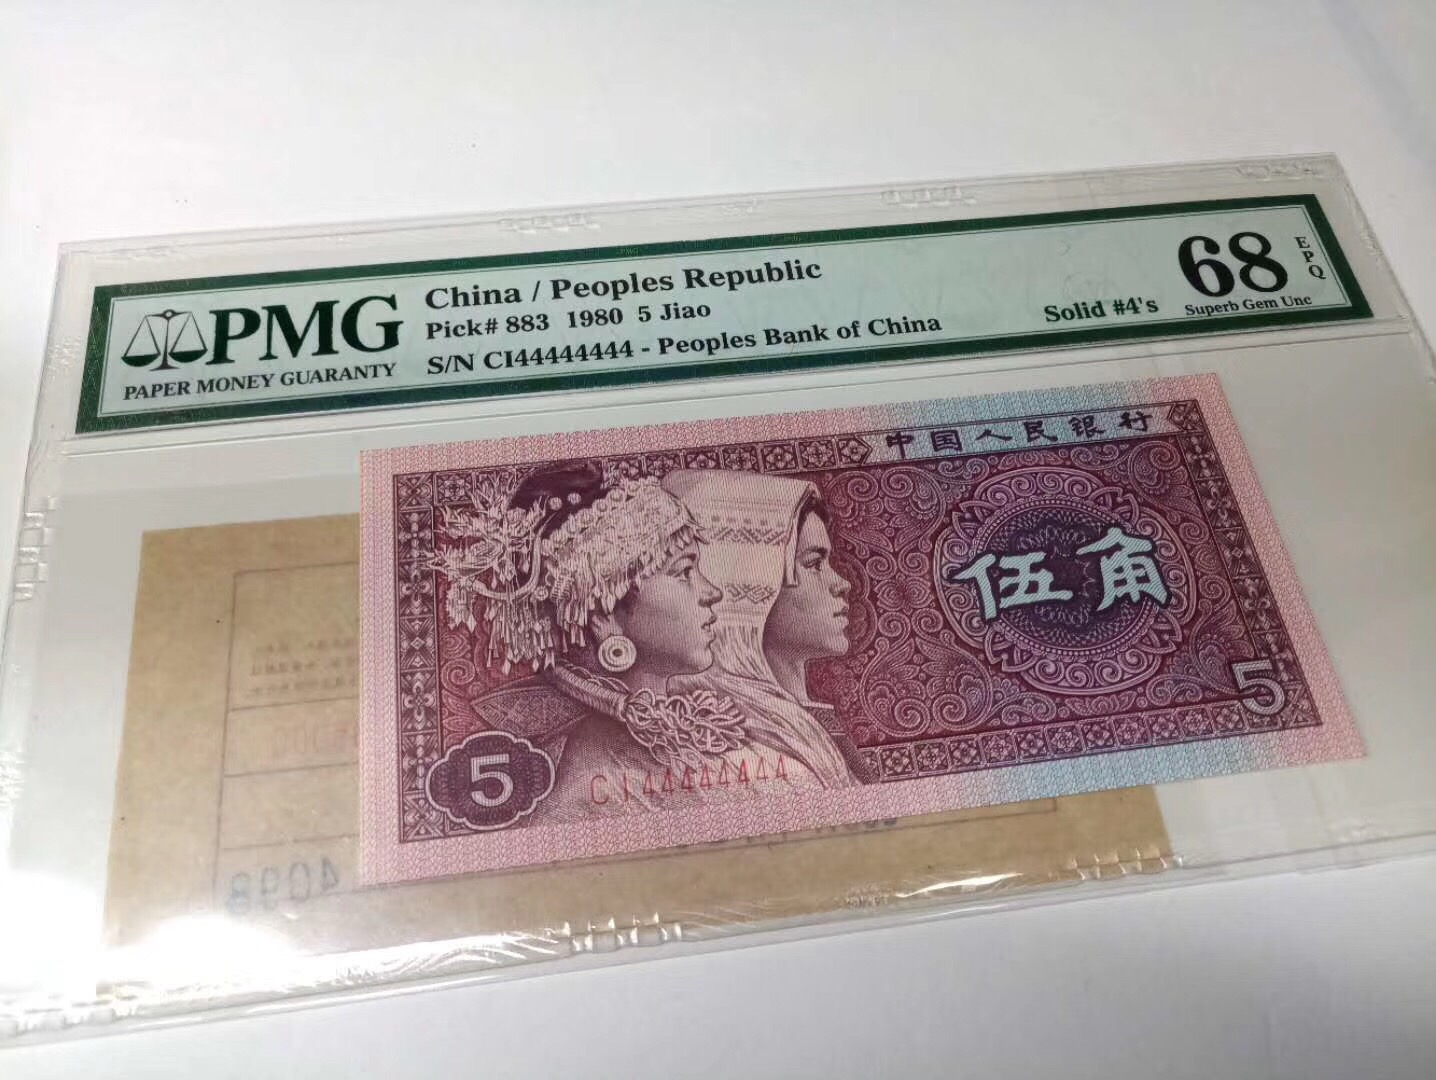 PMG
PAPER MONEY GUARANTY
China / Peoples Republic
Pick# 883 1980 5 Jiao
S/N CI44444444 - Peoples Bank of China
Solid #4's
68
EPQ
Superb Gem Unc
中国人民银行
伍角
5
5
CI44444444
4098